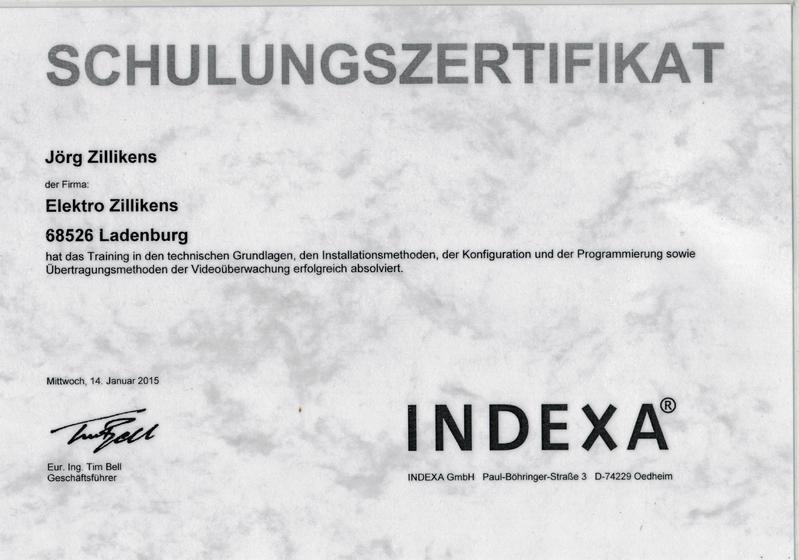 SCHULUNGSZERTIFIKAT
Jörg Zillikens
der Firma:
Elektro Zillikens
68526 Ladenburg
hat das Training in den technischen Grundlagen, den Installationsmethoden, der Konfiguration und der Programmierung sowie
Übertragungsmethoden der Videoüberwachung erfolgreich absolviert.
Mittwoch, 14. Januar 2015
Tim Bell
Eur. Ing. Tim Bell
Geschäftsführer
INDEXA®
INDEXA GmbH Paul-Böhringer-Straße 3 D-74229 Oedheim